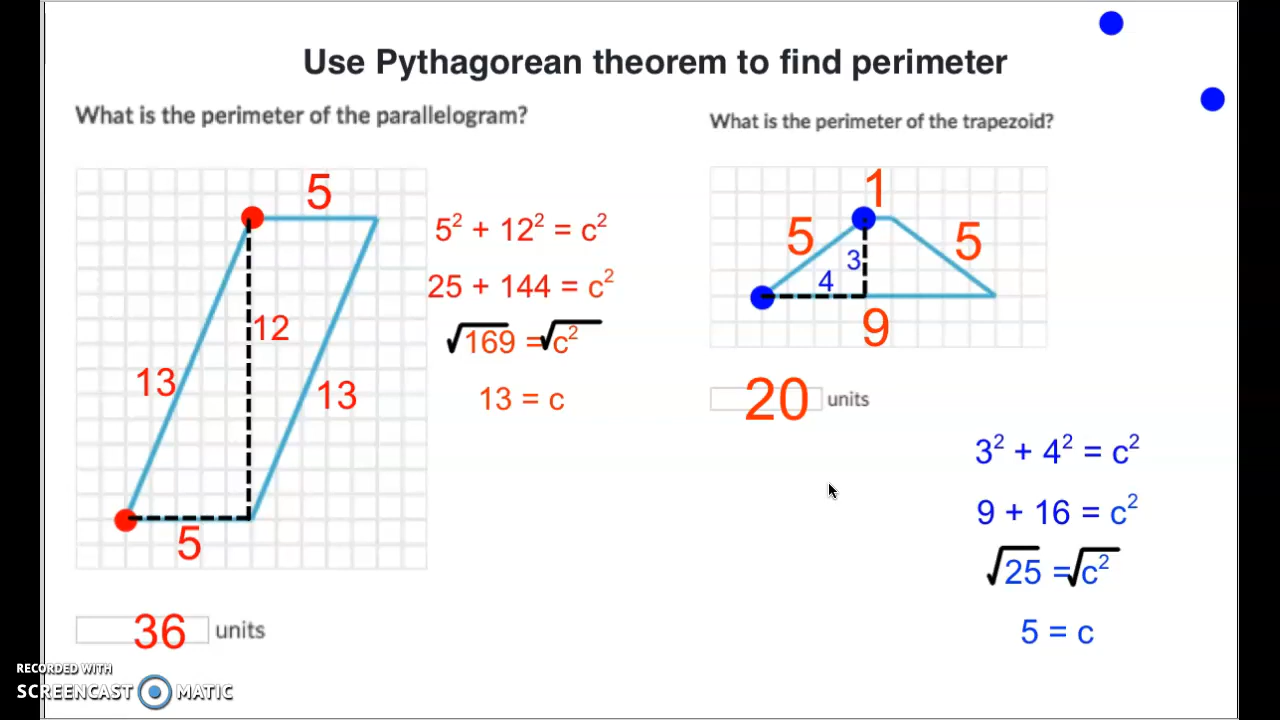 Use Pythagorean theorem to find perimeter
What is the perimeter of the parallelogram?
5
12
13
13
5
5² + 12² = c²
25 + 144 = c²
√169 = √c²
13 = c
36 units
What is the perimeter of the trapezoid?
1
5
5
3
4
9
20 units
3² + 4² = c²
9 + 16 = c²
√25 = √c²
5 = c
RECORDED WITH
SCREENCAST MATIC